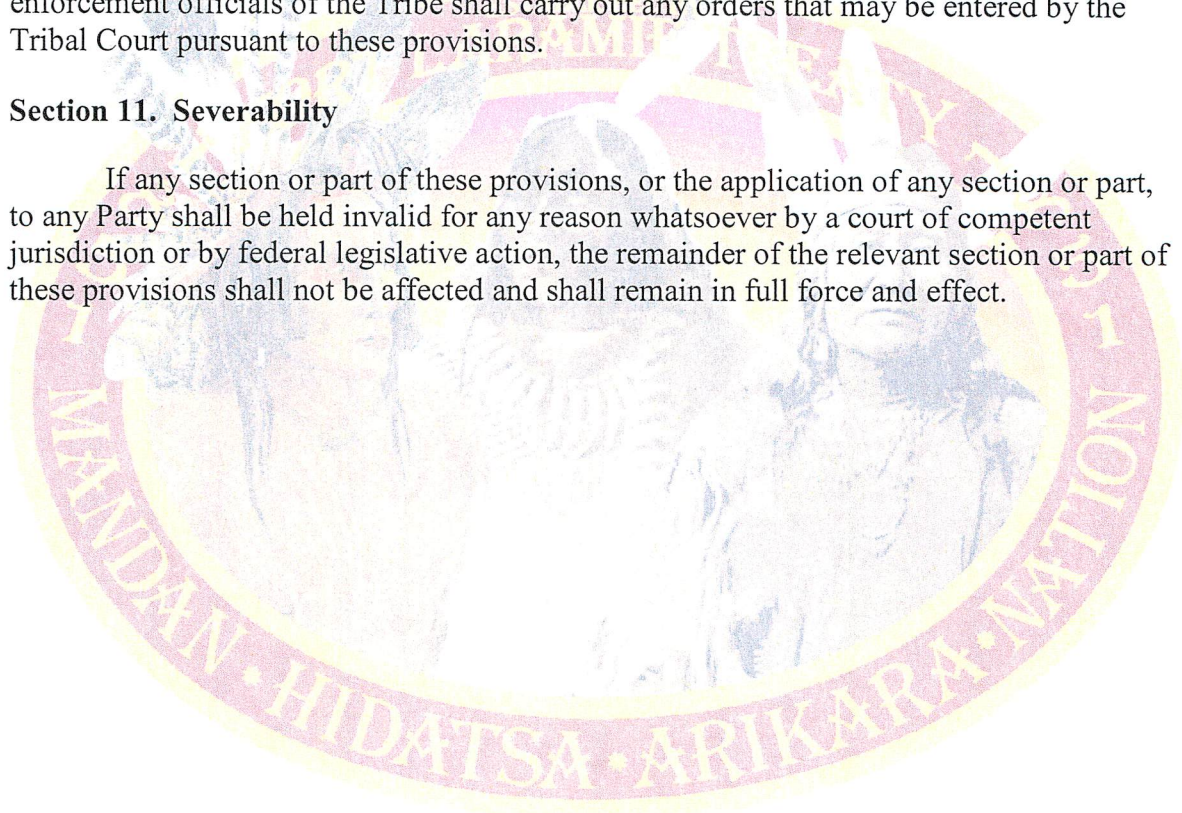 enforcement officials of the Tribe shall carry out any orders that may be entered by the
Tribal Court pursuant to these provisions.
Section 11. Severability
If any section or part of these provisions, or the application of any section or part,
to any Party shall be held invalid for any reason whatsoever by a court of competent
jurisdiction or by federal legislative action, the remainder of the relevant section or part of
these provisions shall not be affected and shall remain in full force and effect.
LARAMIE TREATY
MANDAN • HIDATSA • ARIKARA • NATION